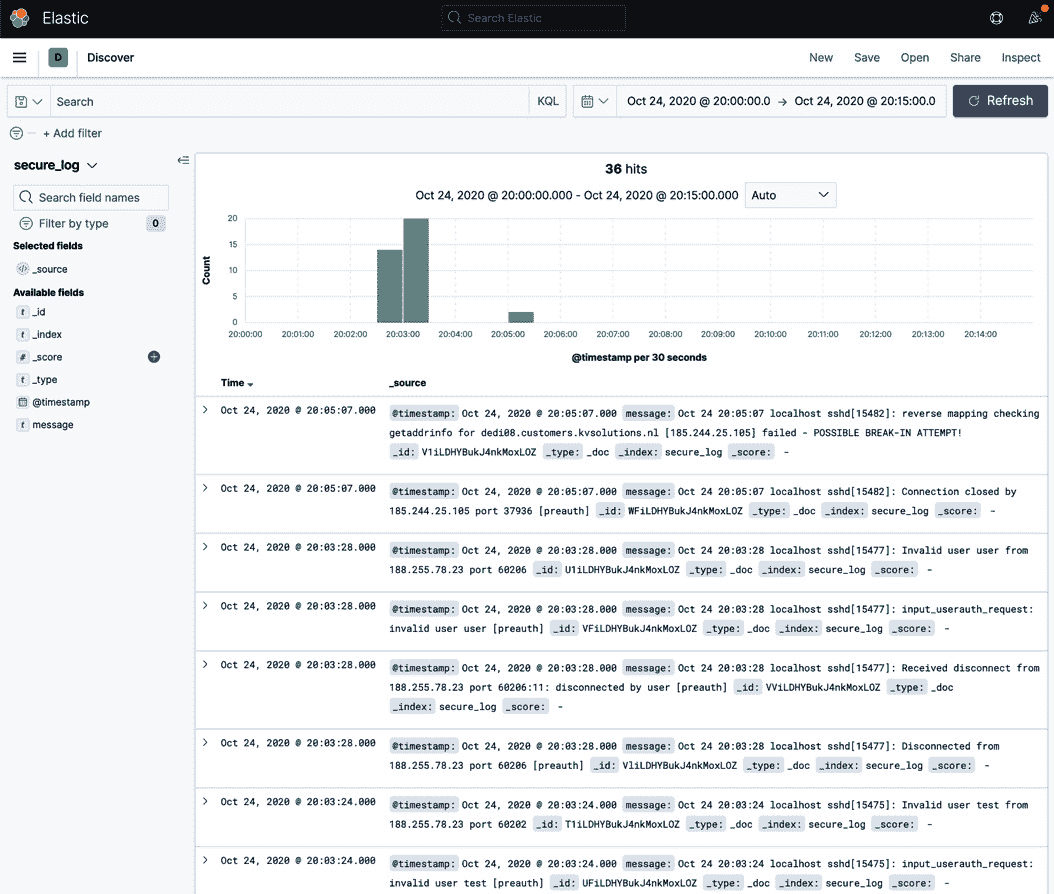 Elastic
Search Elastic
D
Discover
New Save Open Share Inspect
Search
KQL
Oct 24, 2020 @ 20:00:00.0 → Oct 24, 2020 @ 20:15:00.0
Refresh
+ Add filter
secure_log
Search field names
Filter by type 0
Selected fields
_source
Available fields
t _id
t _index
# _score
t _type
@timestamp
t message
36 hits
Oct 24, 2020 @ 20:00:00.000 - Oct 24, 2020 @ 20:15:00.000 Auto
Count
20
15
10
5
0
20:00:00 20:01:00 20:02:00 20:03:00 20:04:00 20:05:00 20:06:00 20:07:00 20:08:00 20:09:00 20:10:00 20:11:00 20:12:00 20:13:00 20:14:00
@timestamp per 30 seconds
Time _source
Oct 24, 2020 @ 20:05:07.000 @timestamp: Oct 24, 2020 @ 20:05:07.000 message: Oct 24 20:05:07 localhost sshd[15482]: reverse mapping checking
getaddrinfo for dedi08.customers.kvsolutions.nl [185.244.25.105] failed - POSSIBLE BREAK-IN ATTEMPT!
_id: V1iLDHYBukJ4nkMoxLOZ _type: _doc _index: secure_log _score: -
Oct 24, 2020 @ 20:05:07.000 @timestamp: Oct 24, 2020 @ 20:05:07.000 message: Oct 24 20:05:07 localhost sshd[15482]: Connection closed by
185.244.25.105 port 37936 [preauth] _id: WFiLDHYBukJ4nkMoxLOZ _type: _doc _index: secure_log _score: -
Oct 24, 2020 @ 20:03:28.000 @timestamp: Oct 24, 2020 @ 20:03:28.000 message: Oct 24 20:03:28 localhost sshd[15477]: Invalid user user from
188.255.78.23 port 60206 _id: U1iLDHYBukJ4nkMoxLOZ _type: _doc _index: secure_log _score: -
Oct 24, 2020 @ 20:03:28.000 @timestamp: Oct 24, 2020 @ 20:03:28.000 message: Oct 24 20:03:28 localhost sshd[15477]: input_userauth_request:
invalid user user [preauth] _id: VFiLDHYBukJ4nkMoxLOZ _type: _doc _index: secure_log _score: -
Oct 24, 2020 @ 20:03:28.000 @timestamp: Oct 24, 2020 @ 20:03:28.000 message: Oct 24 20:03:28 localhost sshd[15477]: Received disconnect from
188.255.78.23 port 60206:11: disconnected by user [preauth] _id: VViLDHYBukJ4nkMoxLOZ _type: _doc
_index: secure_log _score: -
Oct 24, 2020 @ 20:03:28.000 @timestamp: Oct 24, 2020 @ 20:03:28.000 message: Oct 24 20:03:28 localhost sshd[15477]: Disconnected from
188.255.78.23 port 60206 [preauth] _id: VliLDHYBukJ4nkMoxLOZ _type: _doc _index: secure_log _score: -
Oct 24, 2020 @ 20:03:24.000 @timestamp: Oct 24, 2020 @ 20:03:24.000 message: Oct 24 20:03:24 localhost sshd[15475]: Invalid user test from
188.255.78.23 port 60202 _id: T1iLDHYBukJ4nkMoxLOZ _type: _doc _index: secure_log _score: -
Oct 24, 2020 @ 20:03:24.000 @timestamp: Oct 24, 2020 @ 20:03:24.000 message: Oct 24 20:03:24 localhost sshd[15475]: input_userauth_request:
invalid user test [preauth] _id: UFiLDHYBukJ4nkMoxLOZ _type: _doc _index: secure_log _score: -